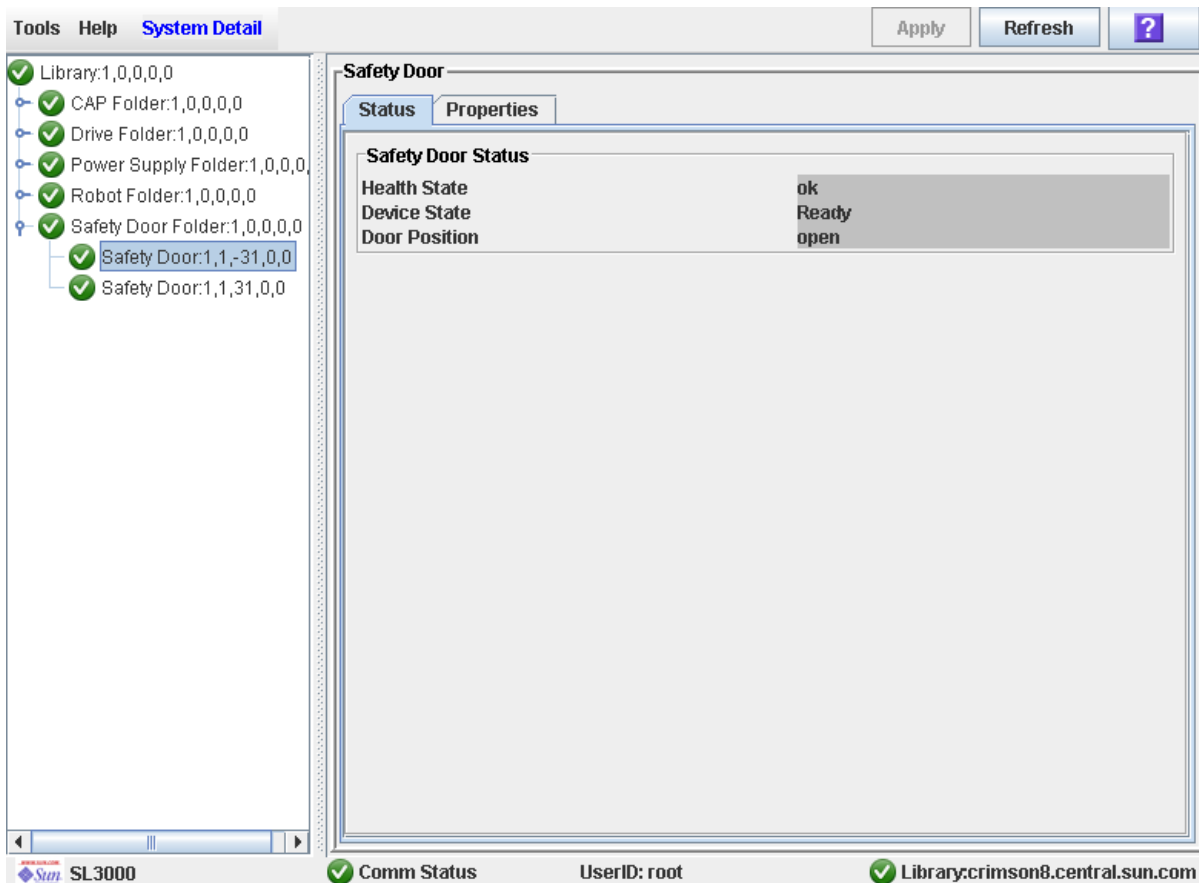 Tools Help System Detail Apply Refresh ?
Library:1,0,0,0,0
CAP Folder:1,0,0,0,0
Drive Folder:1,0,0,0,0
Power Supply Folder:1,0,0,0,
Robot Folder:1,0,0,0,0
Safety Door Folder:1,0,0,0,0
Safety Door:1,1,-31,0,0
Safety Door:1,1,31,0,0
Safety Door
Status Properties
Safety Door Status
Health State ok
Device State Ready
Door Position open
www.sun.com
Sun SL3000 Comm Status UserID: root Library:crimson8.central.sun.com